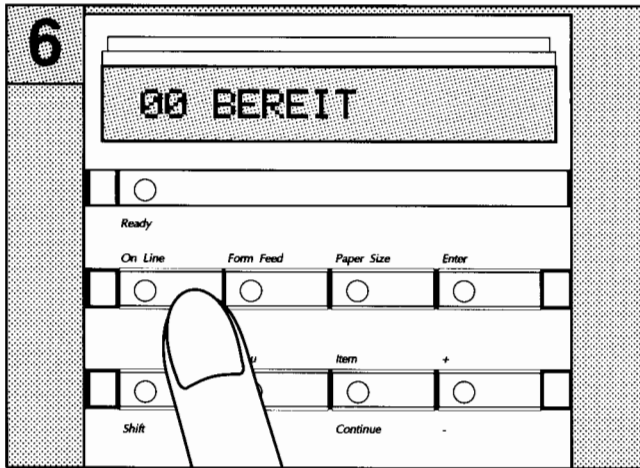 6
00 BEREIT
Ready
On Line Form Feed Paper Size Enter
Item +
Shift Continue -